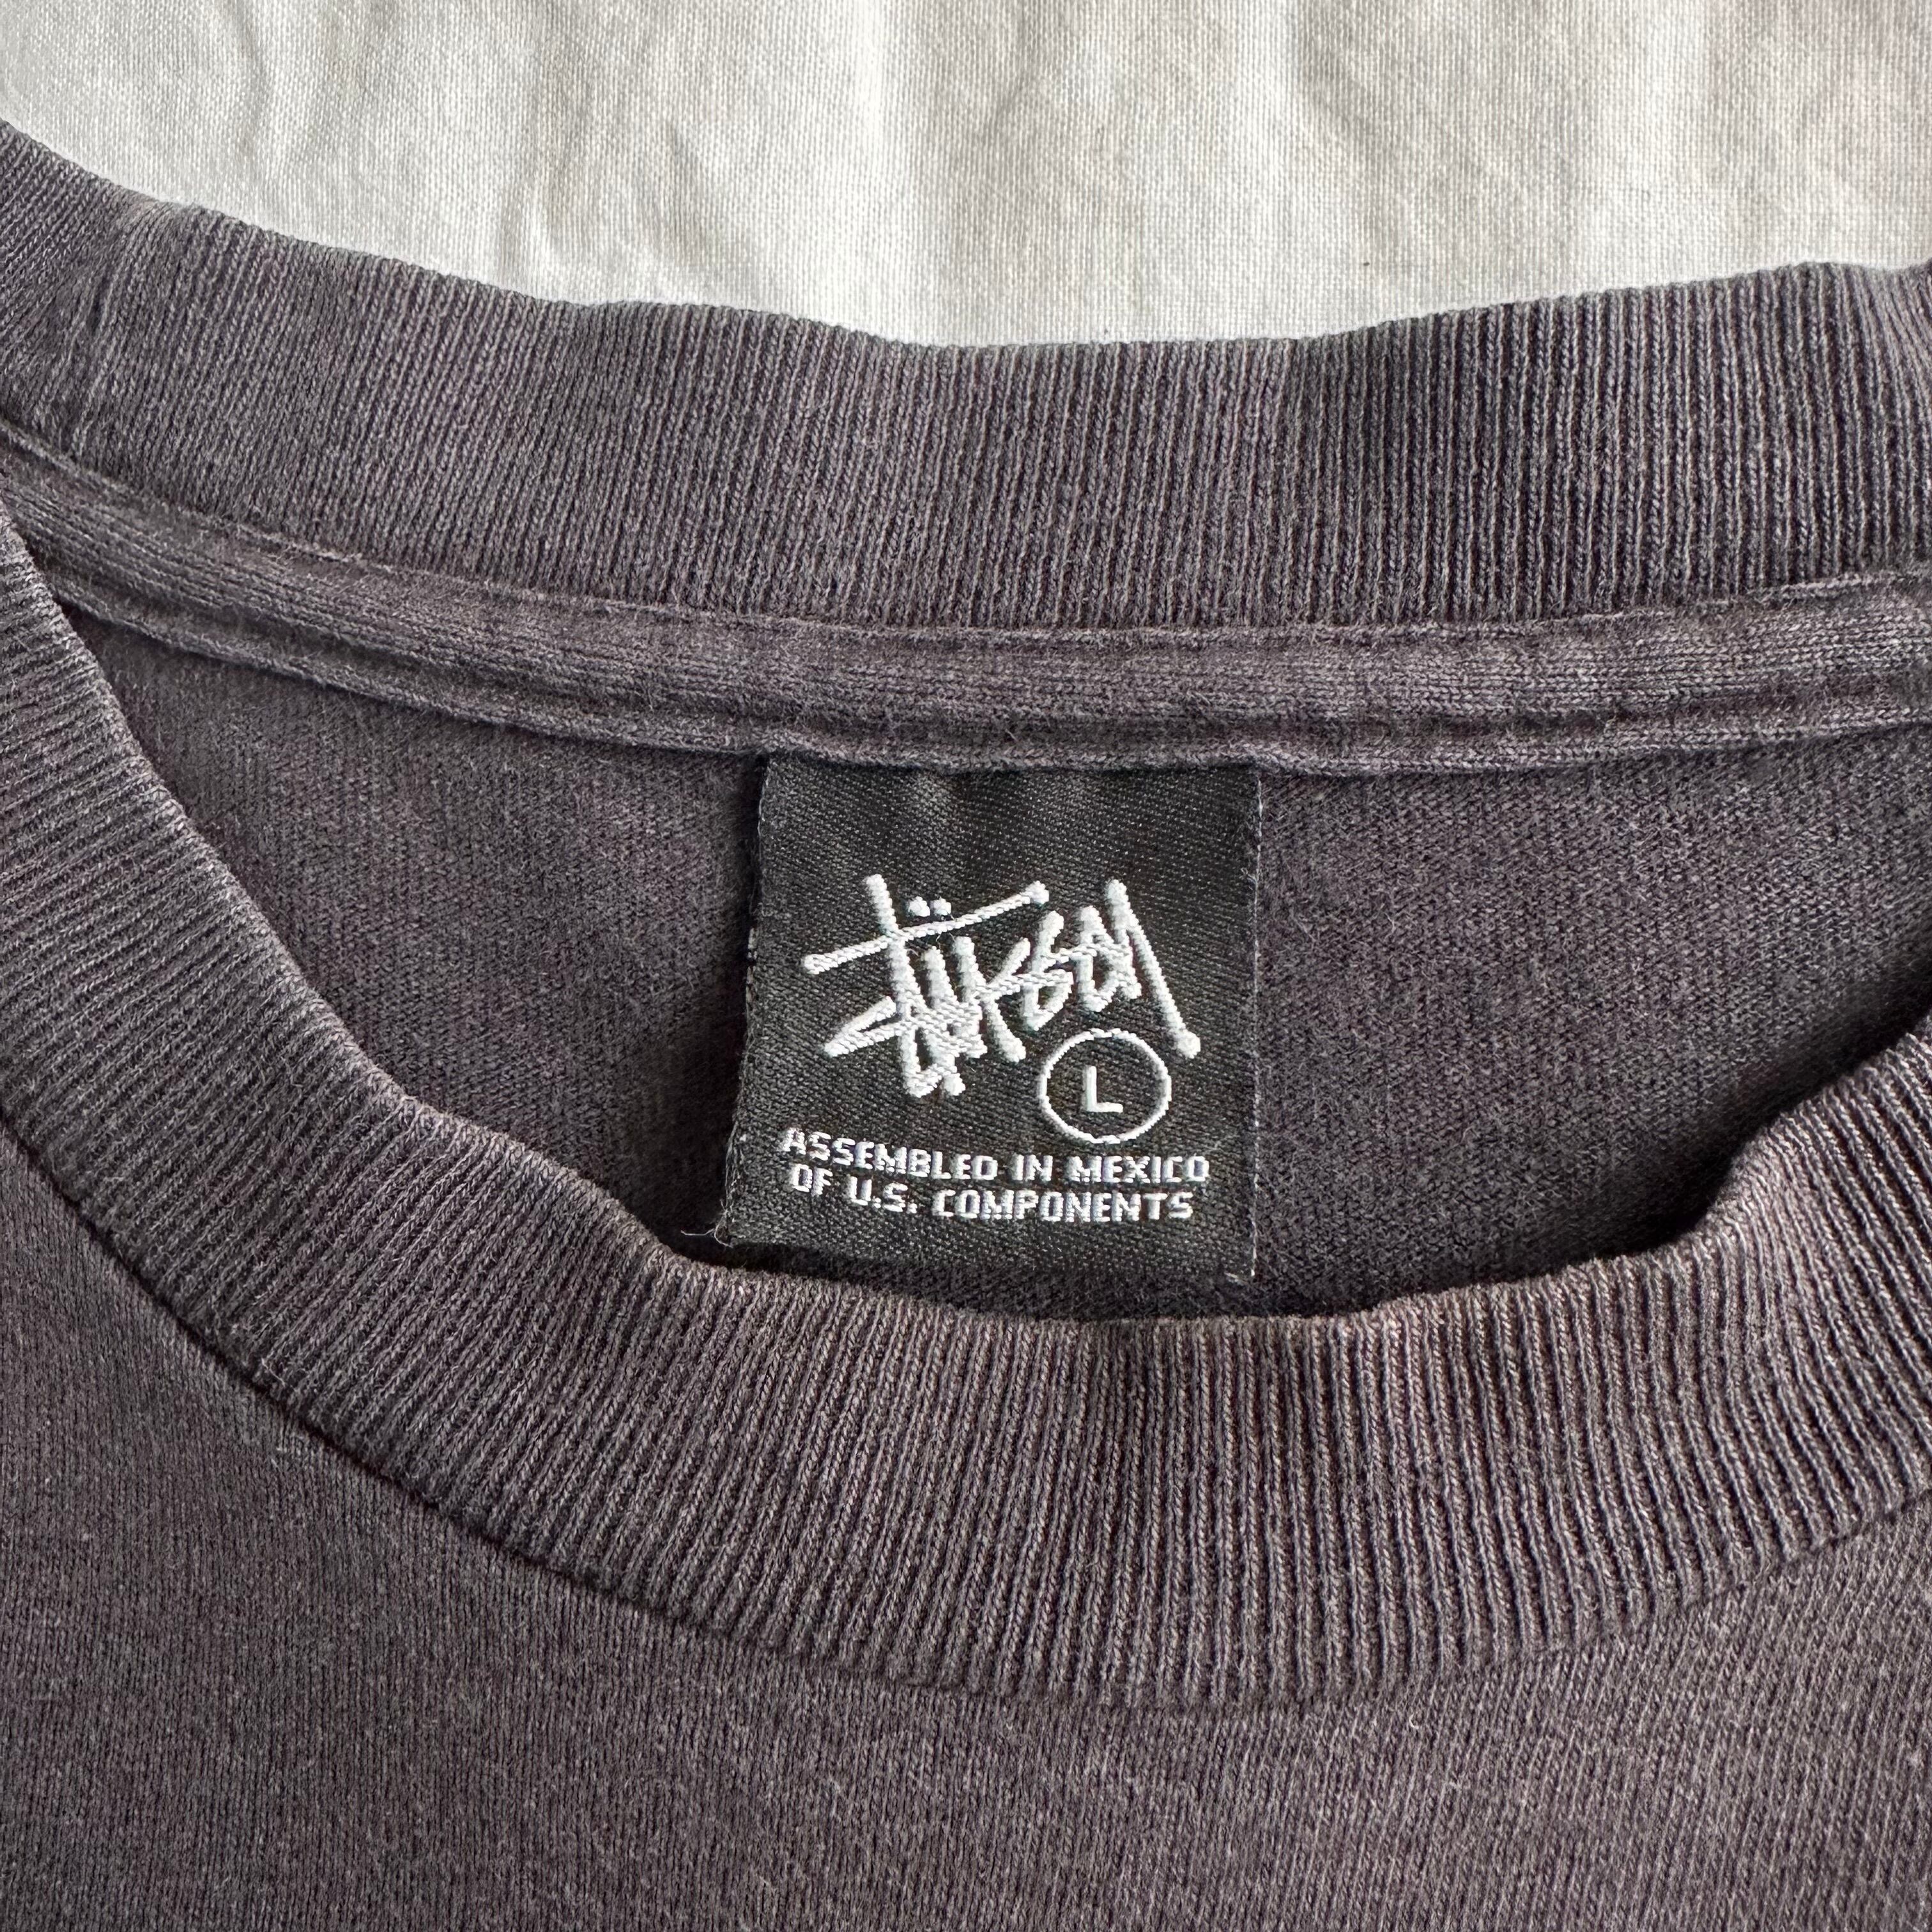 Stüssy
L
ASSEMBLED IN MEXICO
OF U.S. COMPONENTS